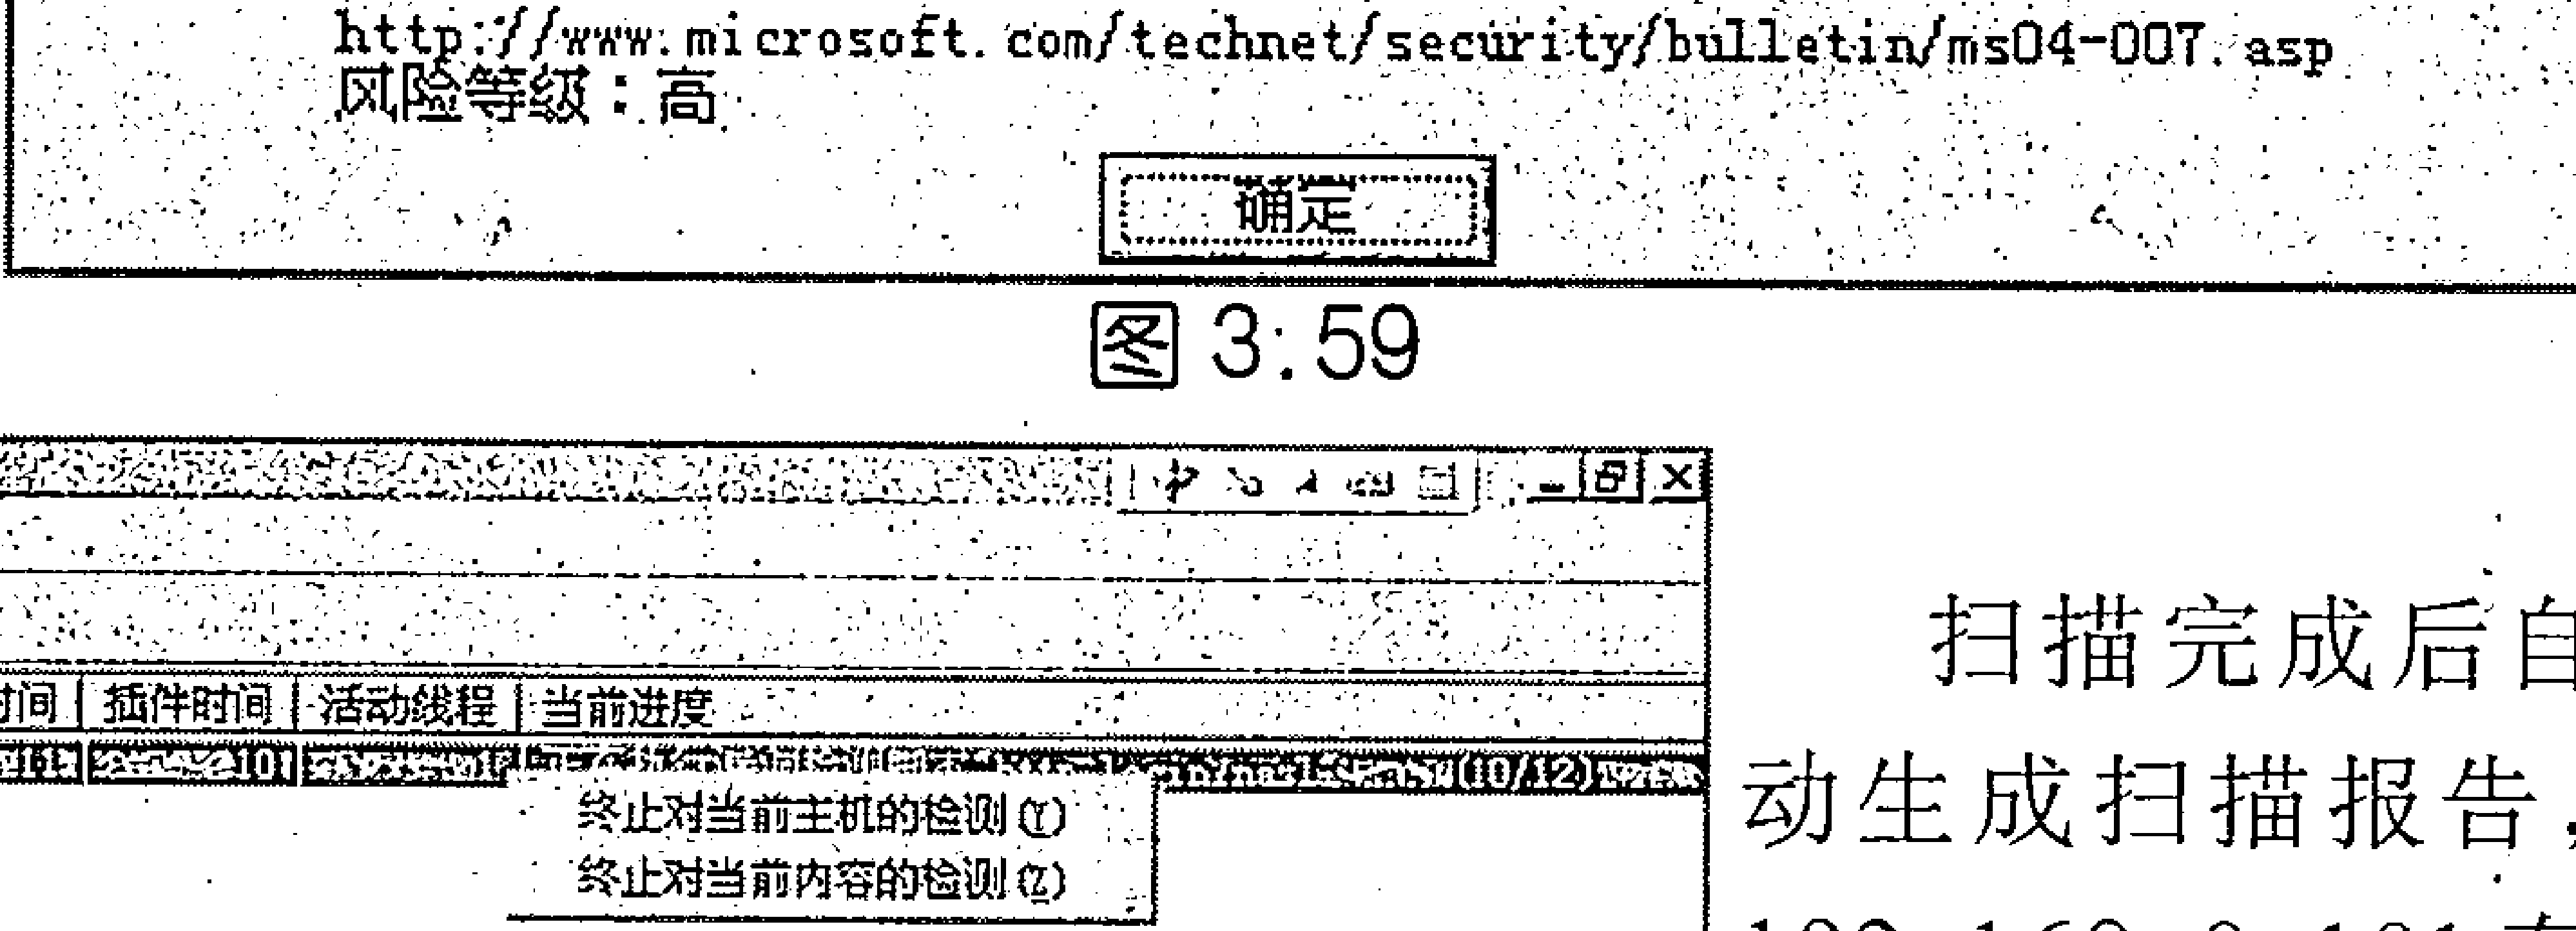 http://www.microsoft.com/technet/security/bulletin/ms04-007.asp
风险等级：高
确定
图 3.59
时间 插件时间 活动线程 当前进度
(10/12)
终止对当前主机的检测(Y)
终止对当前内容的检测(Z)
扫描完成后自
动生成扫描报告，